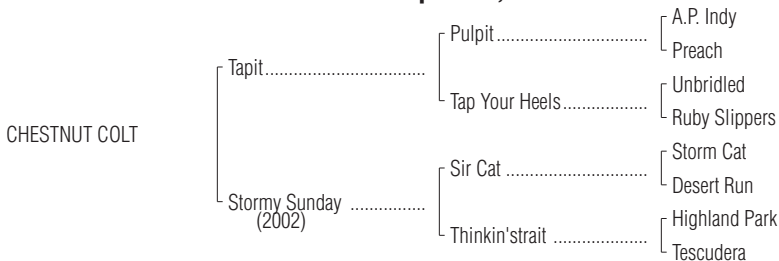 A.P. Indy
Pulpit
Preach
Tapit
Unbridled
Tap Your Heels
Ruby Slippers
CHESTNUT COLT
Storm Cat
Sir Cat
Desert Run
Stormy Sunday
(2002)
Highland Park
Thinkin'strait
Tescudera